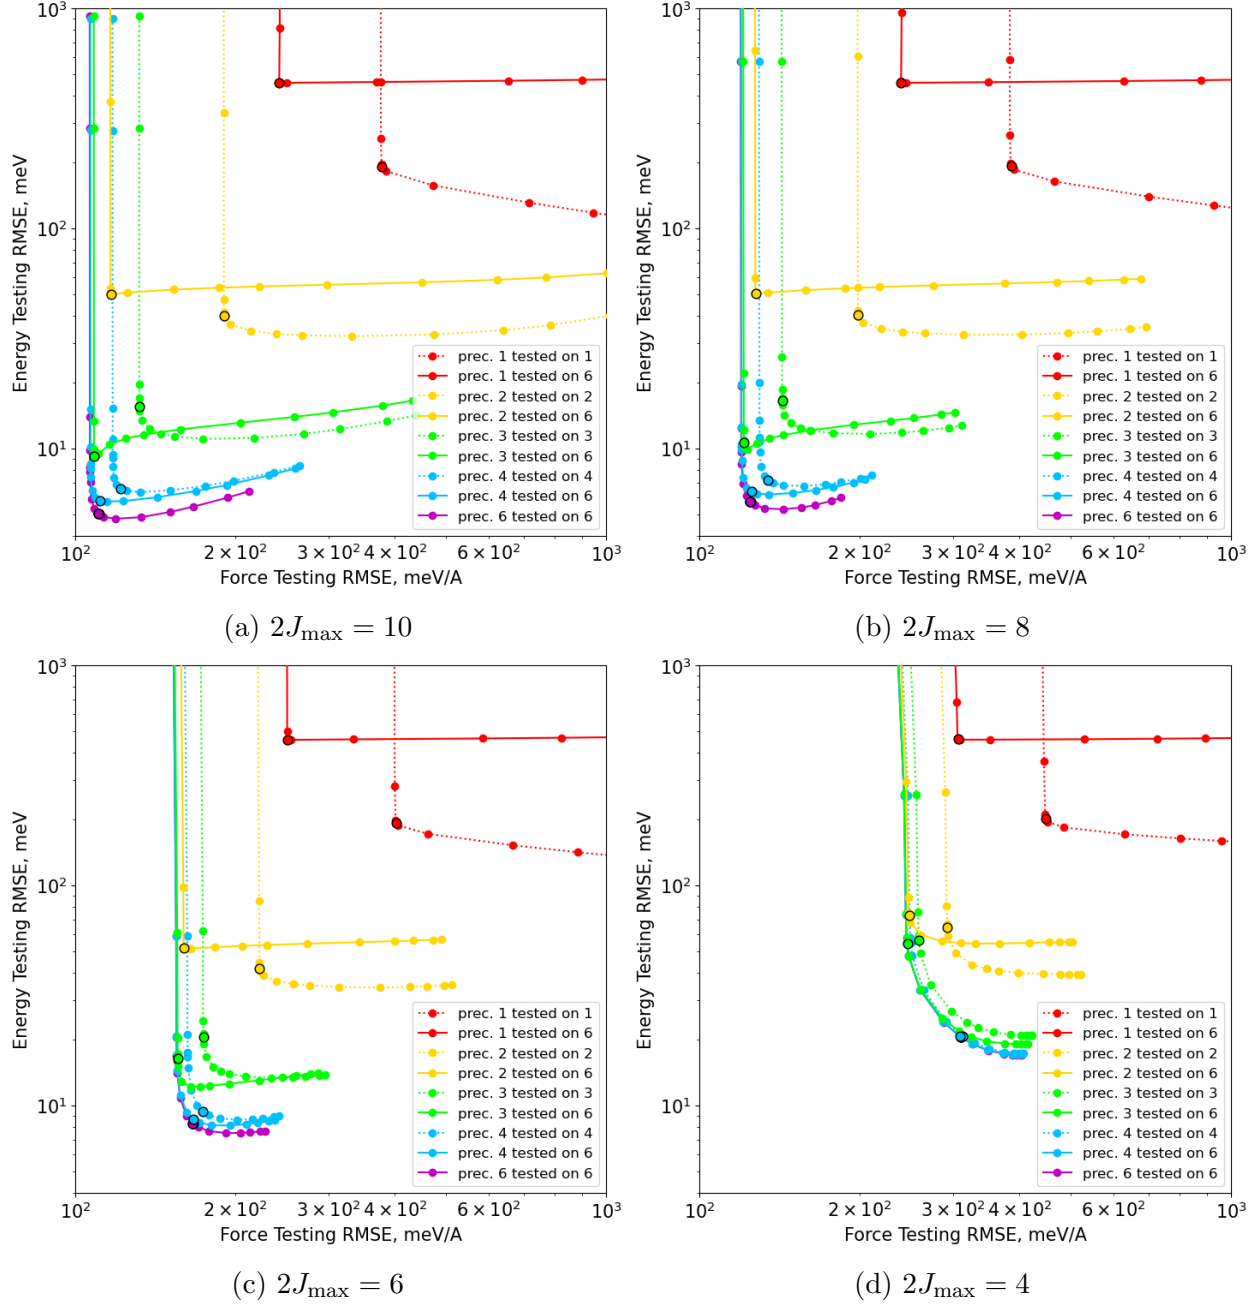 10³
10²
10¹
Energy Testing RMSE, meV
prec. 1 tested on 1
prec. 1 tested on 6
prec. 2 tested on 2
prec. 2 tested on 6
prec. 3 tested on 3
prec. 3 tested on 6
prec. 4 tested on 4
prec. 4 tested on 6
prec. 6 tested on 6
10² 2 × 10² 3 × 10² 4 × 10² 6 × 10² 10³
Force Testing RMSE, meV/A
(a) 2J_max = 10
10³
10²
10¹
Energy Testing RMSE, meV
prec. 1 tested on 1
prec. 1 tested on 6
prec. 2 tested on 2
prec. 2 tested on 6
prec. 3 tested on 3
prec. 3 tested on 6
prec. 4 tested on 4
prec. 4 tested on 6
prec. 6 tested on 6
10² 2 × 10² 3 × 10² 4 × 10² 6 × 10² 10³
Force Testing RMSE, meV/A
(b) 2J_max = 8
10³
10²
10¹
Energy Testing RMSE, meV
prec. 1 tested on 1
prec. 1 tested on 6
prec. 2 tested on 2
prec. 2 tested on 6
prec. 3 tested on 3
prec. 3 tested on 6
prec. 4 tested on 4
prec. 4 tested on 6
prec. 6 tested on 6
10² 2 × 10² 3 × 10² 4 × 10² 6 × 10² 10³
Force Testing RMSE, meV/A
(c) 2J_max = 6
10³
10²
10¹
Energy Testing RMSE, meV
prec. 1 tested on 1
prec. 1 tested on 6
prec. 2 tested on 2
prec. 2 tested on 6
prec. 3 tested on 3
prec. 3 tested on 6
prec. 4 tested on 4
prec. 4 tested on 6
prec. 6 tested on 6
10² 2 × 10² 3 × 10² 4 × 10² 6 × 10² 10³
Force Testing RMSE, meV/A
(d) 2J_max = 4